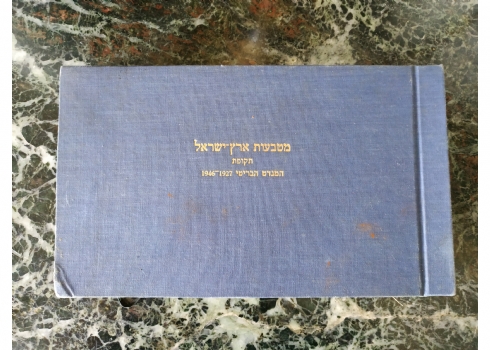 מטבעות ארץ־ישראל
תקופת
המנדט הבריטי 1927־1946